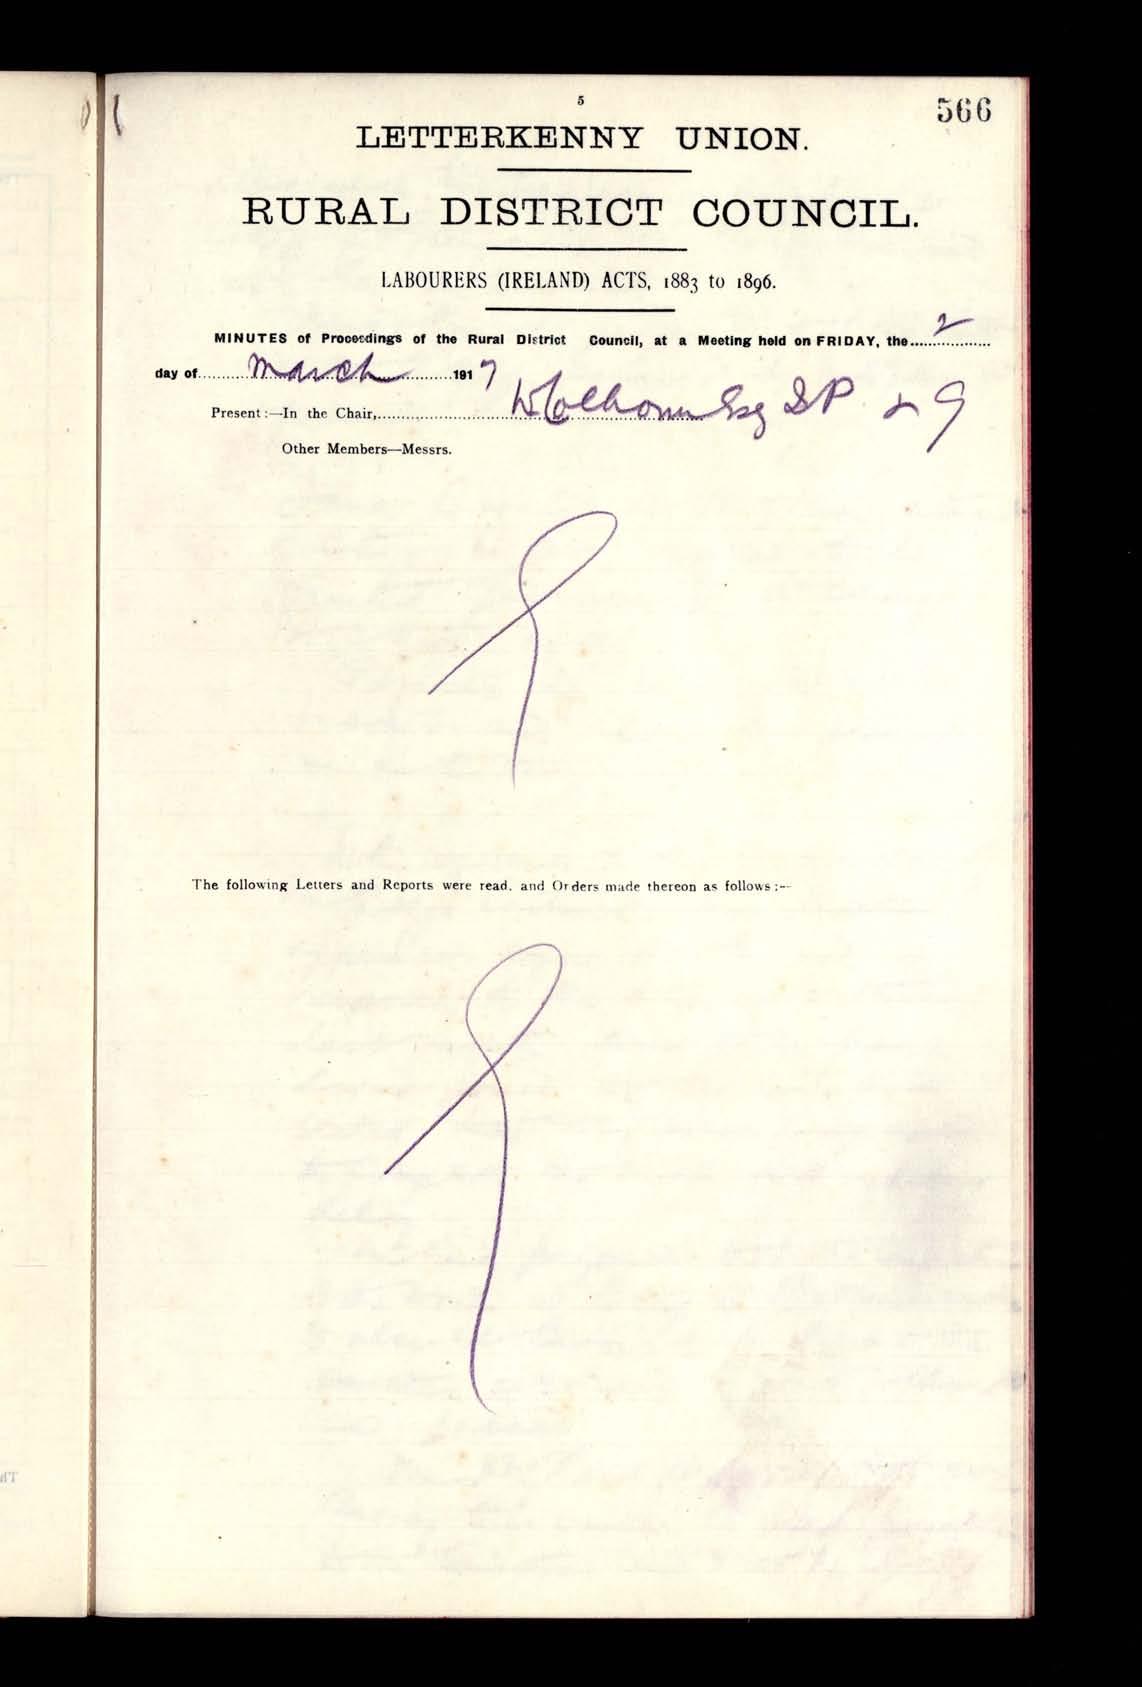 5
566
LETTERKENNY UNION.
RURAL DISTRICT COUNCIL.
LABOURERS (IRELAND) ACTS, 1883 to 1896.
MINUTES of Proceedings of the Rural District Council, at a Meeting held on FRIDAY, the 2
day of March 1917
Present:—In the Chair, W Colhoun Esq JP & 9
Other Members—Messrs.
The following Letters and Reports were read, and Orders made thereon as follows:—